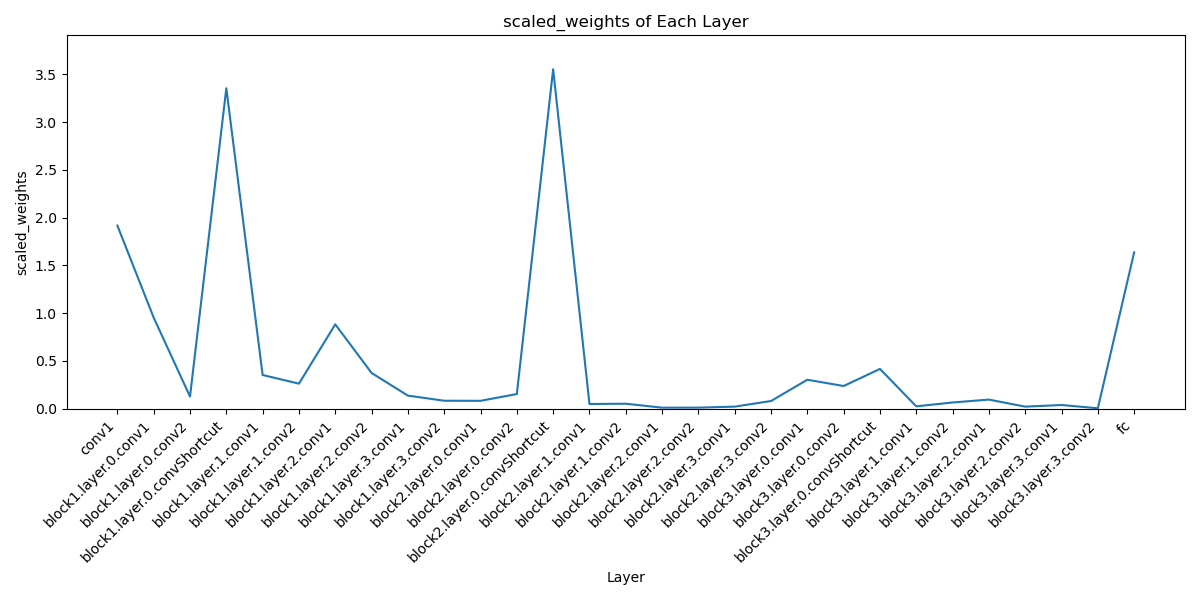 scaled_weights of Each Layer
scaled_weights
3.5
3.0
2.5
2.0
1.5
1.0
0.5
0.0
conv1
block1.layer.0.conv1
block1.layer.0.conv2
block1.layer.0.convShortcut
block1.layer.1.conv1
block1.layer.1.conv2
block1.layer.2.conv1
block1.layer.2.conv2
block1.layer.3.conv1
block1.layer.3.conv2
block2.layer.0.conv1
block2.layer.0.conv2
block2.layer.0.convShortcut
block2.layer.1.conv1
block2.layer.1.conv2
block2.layer.2.conv1
block2.layer.2.conv2
block2.layer.3.conv1
block2.layer.3.conv2
block3.layer.0.conv1
block3.layer.0.conv2
block3.layer.0.convShortcut
block3.layer.1.conv1
block3.layer.1.conv2
block3.layer.2.conv1
block3.layer.2.conv2
block3.layer.3.conv1
block3.layer.3.conv2
fc
Layer